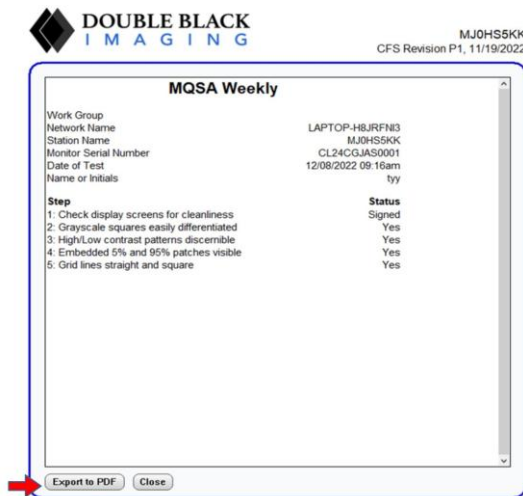 DOUBLE BLACK
IMAGING
MJ0HS5KK
CFS Revision P1, 11/19/2022
MQSA Weekly
Work Group
Network Name LAPTOP-H8JRFNI3
Station Name MJ0HS5KK
Monitor Serial Number CL24CGJAS0001
Date of Test 12/08/2022 09:16am
Name or Initials tyy
Step Status
1: Check display screens for cleanliness Signed
2: Grayscale squares easily differentiated Yes
3: High/Low contrast patterns discernible Yes
4: Embedded 5% and 95% patches visible Yes
5: Grid lines straight and square Yes
Export to PDF Close